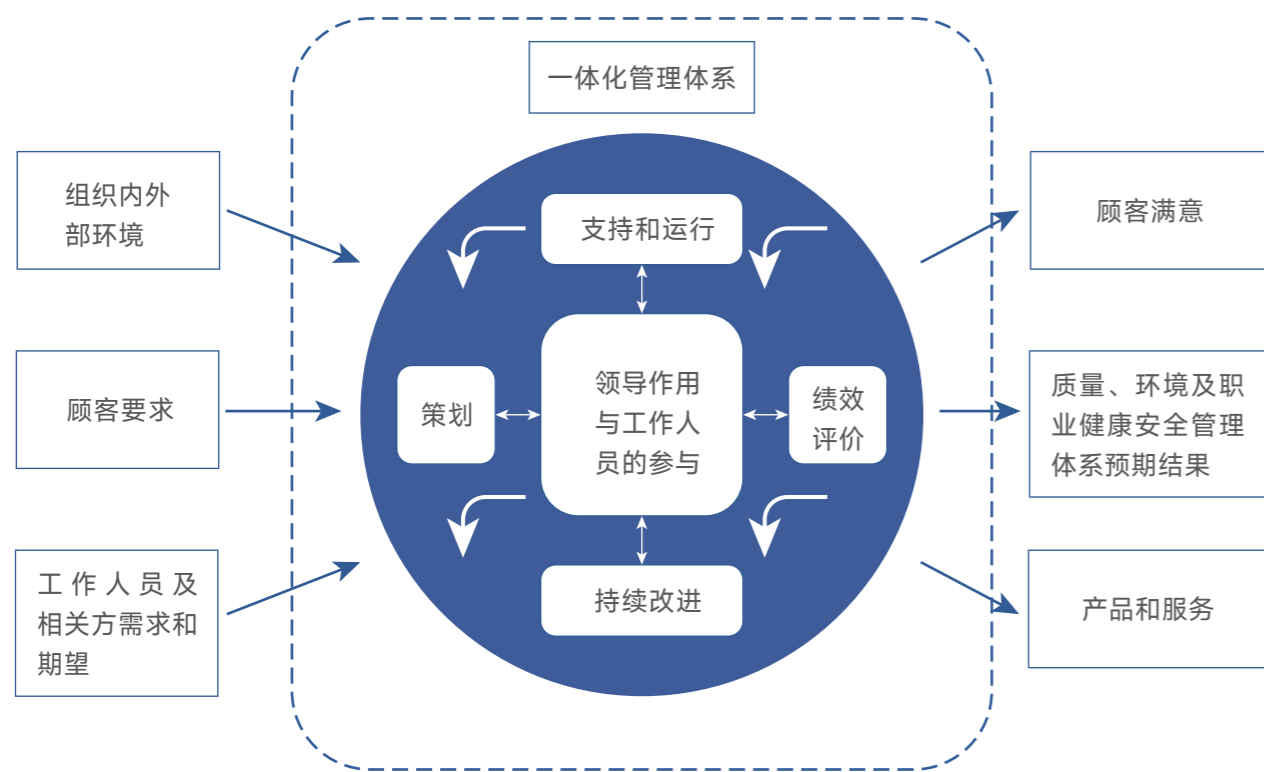 一体化管理体系
组织内外
部环境
顾客要求
工作人员及
相关方需求和
期望
支持和运行
策划
领导作用
与工作人
员的参与
绩效
评价
持续改进
顾客满意
质量、环境及职
业健康安全管理
体系预期结果
产品和服务